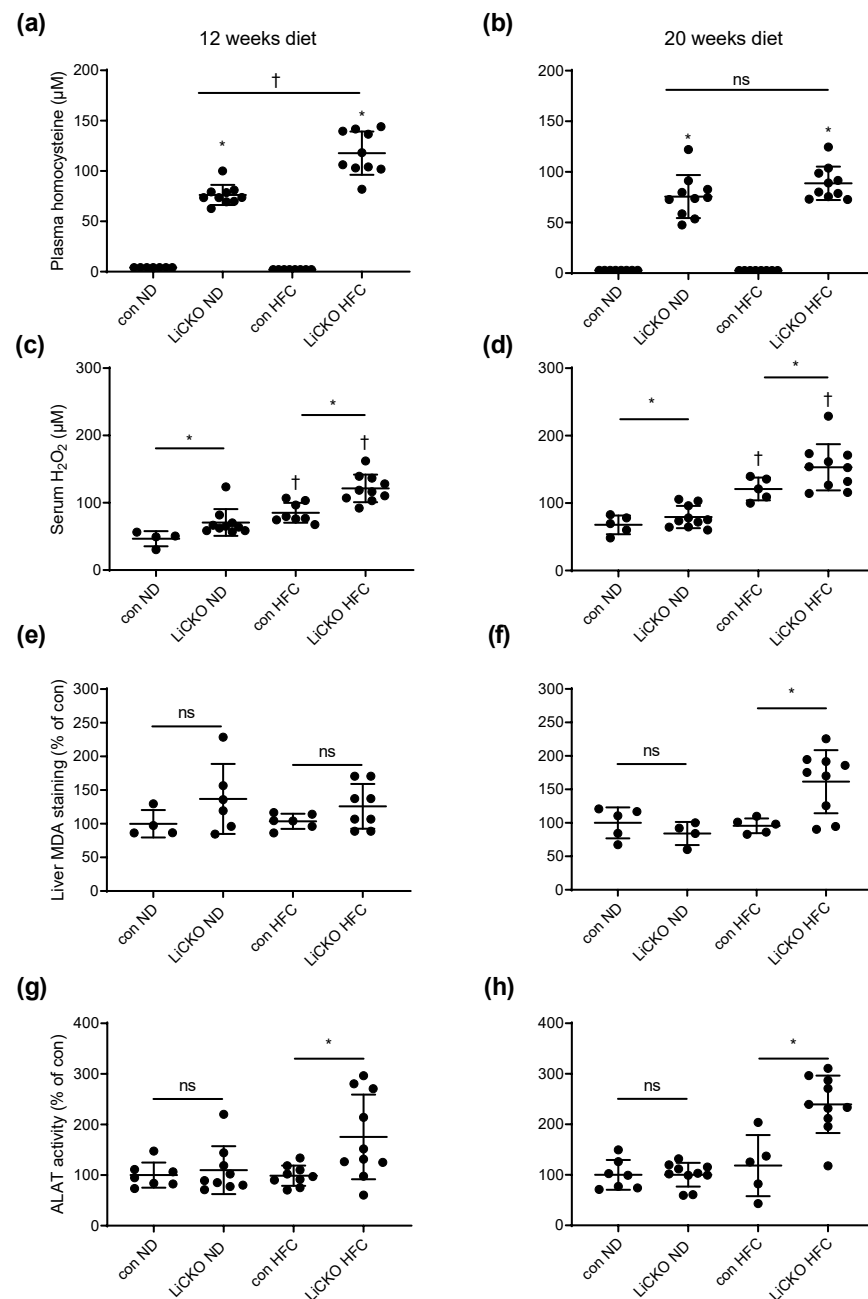 (a)
12 weeks diet
Plasma homocysteine (µM)
200
150
100
50
0
†
*
*
con ND
LiCKO ND
con HFC
LiCKO HFC
(b)
20 weeks diet
200
150
100
50
0
ns
*
*
con ND
LiCKO ND
con HFC
LiCKO HFC
(c)
Serum H₂O₂ (µM)
300
200
100
0
*
*
†
†
con ND
LiCKO ND
con HFC
LiCKO HFC
(d)
300
200
100
0
*
*
†
†
con ND
LiCKO ND
con HFC
LiCKO HFC
(e)
Liver MDA staining (% of con)
300
250
200
150
100
50
0
ns
ns
con ND
LiCKO ND
con HFC
LiCKO HFC
(f)
300
250
200
150
100
50
0
ns
*
con ND
LiCKO ND
con HFC
LiCKO HFC
(g)
ALAT activity (% of con)
400
300
200
100
0
ns
*
con ND
LiCKO ND
con HFC
LiCKO HFC
(h)
400
300
200
100
0
ns
*
con ND
LiCKO ND
con HFC
LiCKO HFC